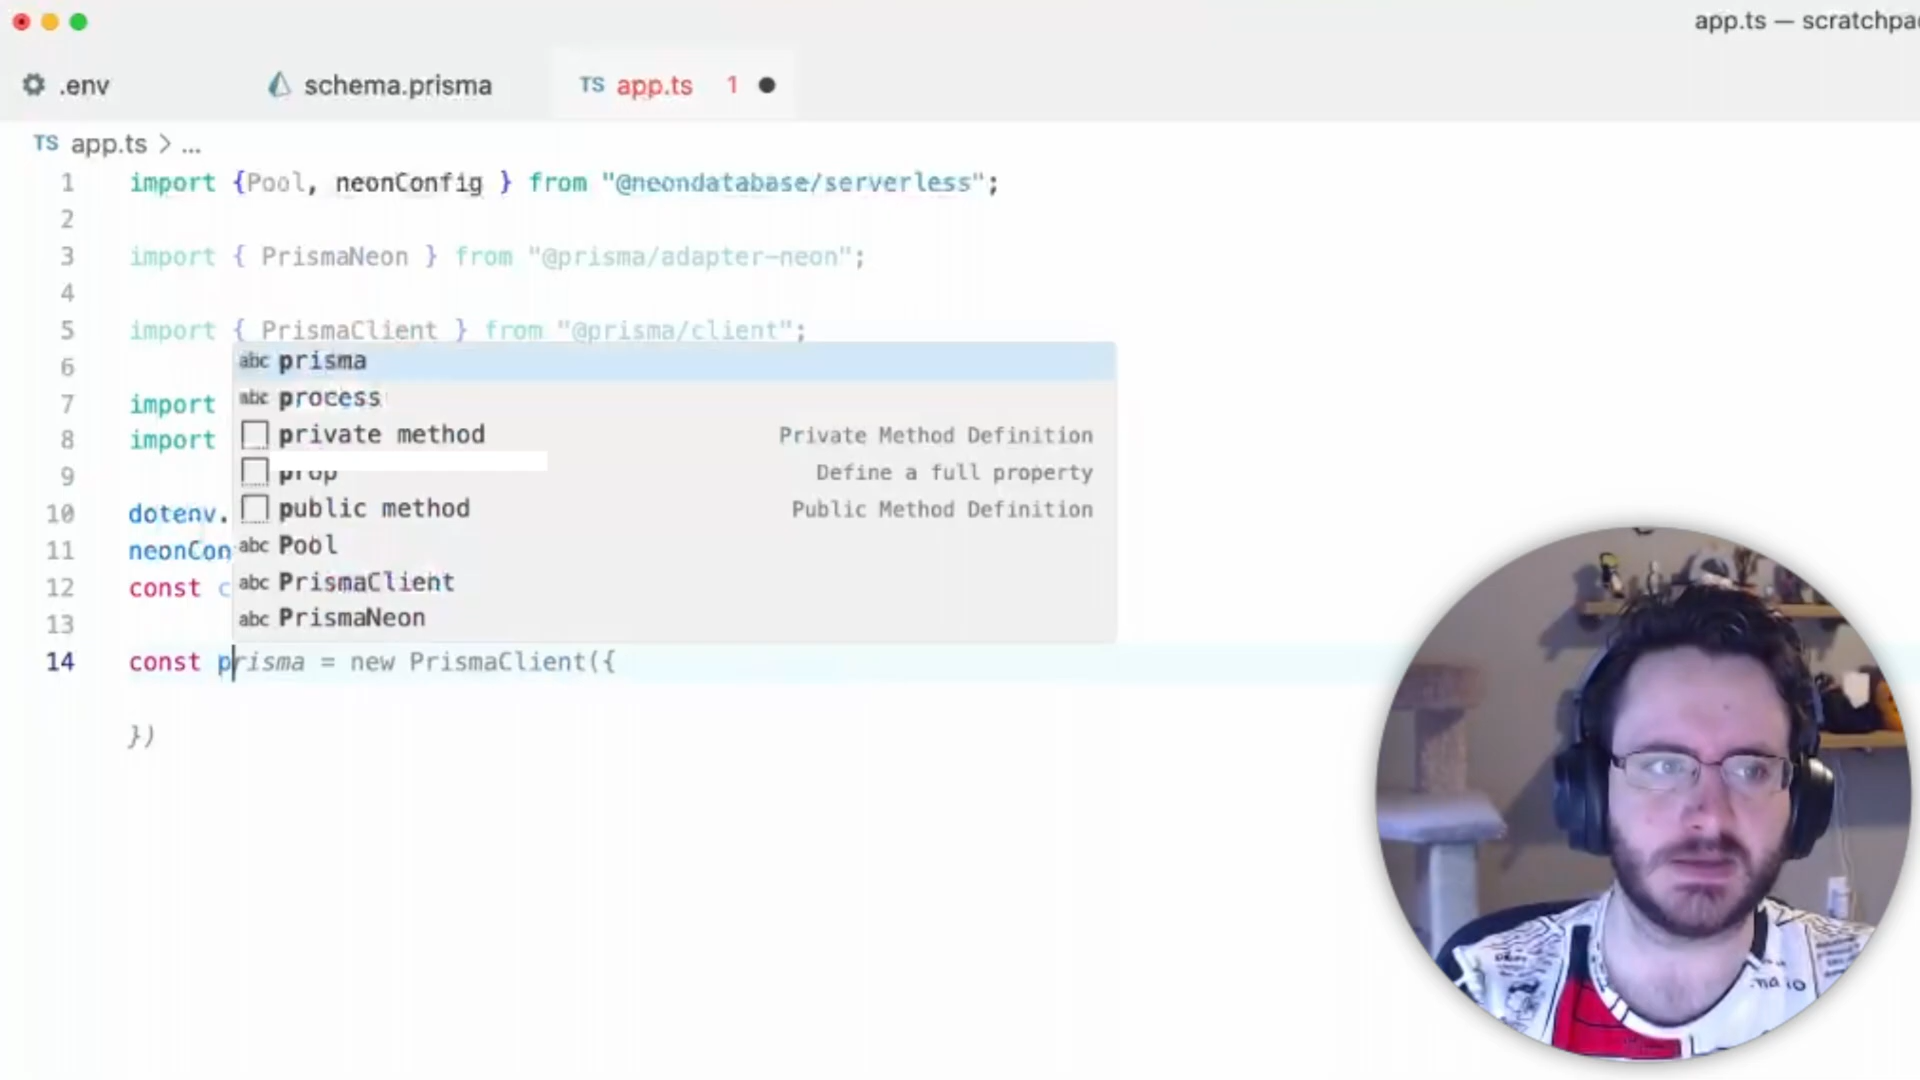 app.ts — scratchpa
.env
schema.prisma
TS app.ts 1
TS app.ts > ...
1 import {Pool, neonConfig } from "@neondatabase/serverless";
2
3 import { PrismaNeon } from "@prisma/adapter-neon";
4
5 import { PrismaClient } from "@prisma/client";
6
abc prisma
abc process
7 import
private method Private Method Definition
8 import
9
prop Define a full property
10 dotenv.
public method Public Method Definition
11 neonCon
abc Pool
12 const c
abc PrismaClient
13
abc PrismaNeon
14 const prisma = new PrismaClient({
})